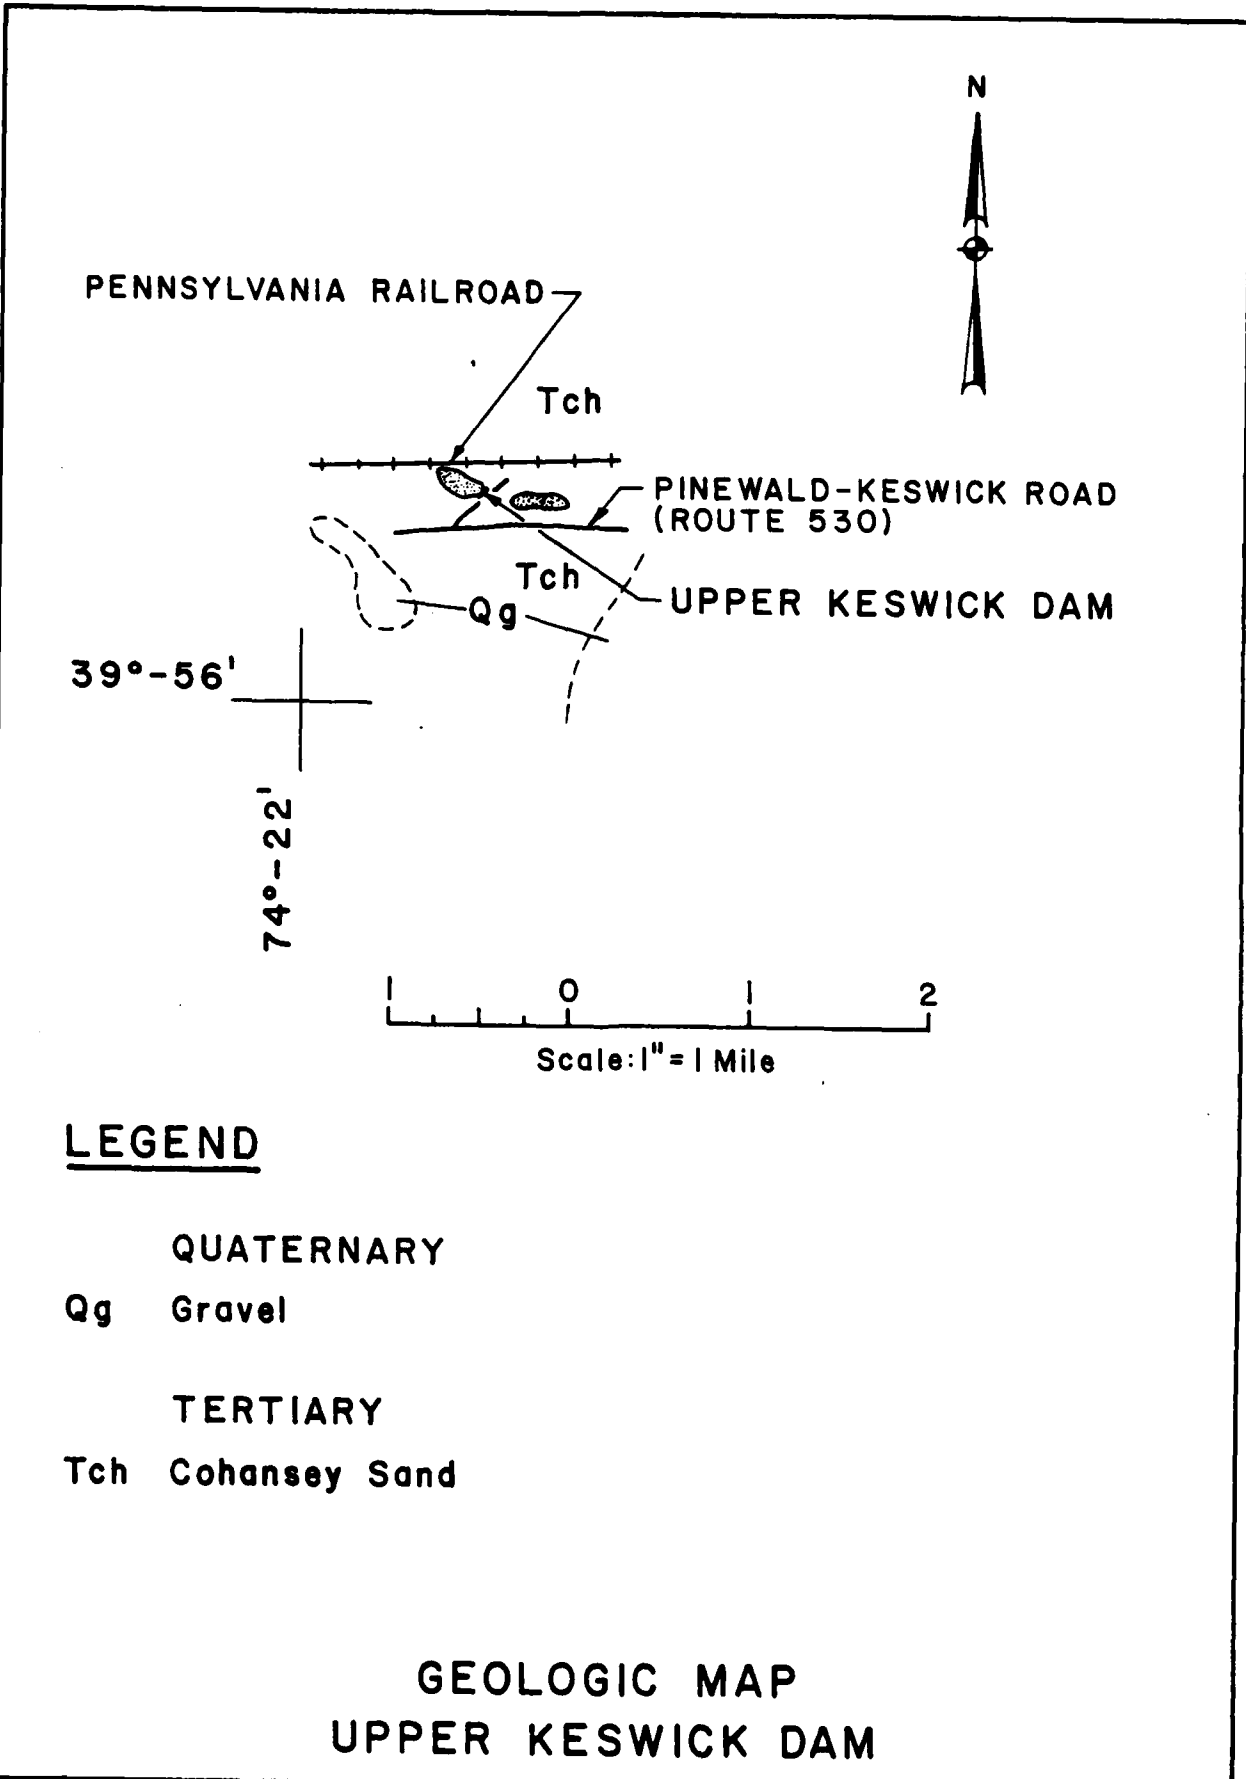 N
PENNSYLVANIA RAILROAD
Tch
PINEWALD-KESWICK ROAD
(ROUTE 530)
Tch
UPPER KESWICK DAM
Qg
39°-56'
74°-22'
1 0 1 2
Scale: 1" = 1 Mile
LEGEND
QUATERNARY
Qg Gravel
TERTIARY
Tch Cohansey Sand
GEOLOGIC MAP
UPPER KESWICK DAM